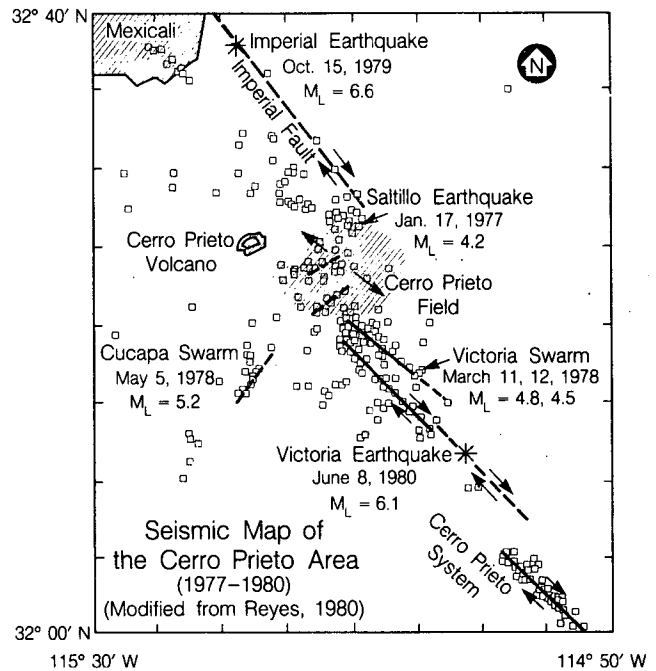 32° 40' N
Mexicali
Imperial Earthquake
Oct. 15, 1979
M_L = 6.6
N
Imperial Fault
Saltillo Earthquake
Jan. 17, 1977
M_L = 4.2
Cerro Prieto
Volcano
Cerro Prieto
Field
Cucapa Swarm
May 5, 1978
M_L = 5.2
Victoria Swarm
March 11, 12, 1978
M_L = 4.8, 4.5
Victoria Earthquake
June 8, 1980
M_L = 6.1
Seismic Map of
the Cerro Prieto Area
(1977–1980)
(Modified from Reyes, 1980)
Cerro Prieto
System
32° 00' N
115° 30' W
114° 50' W